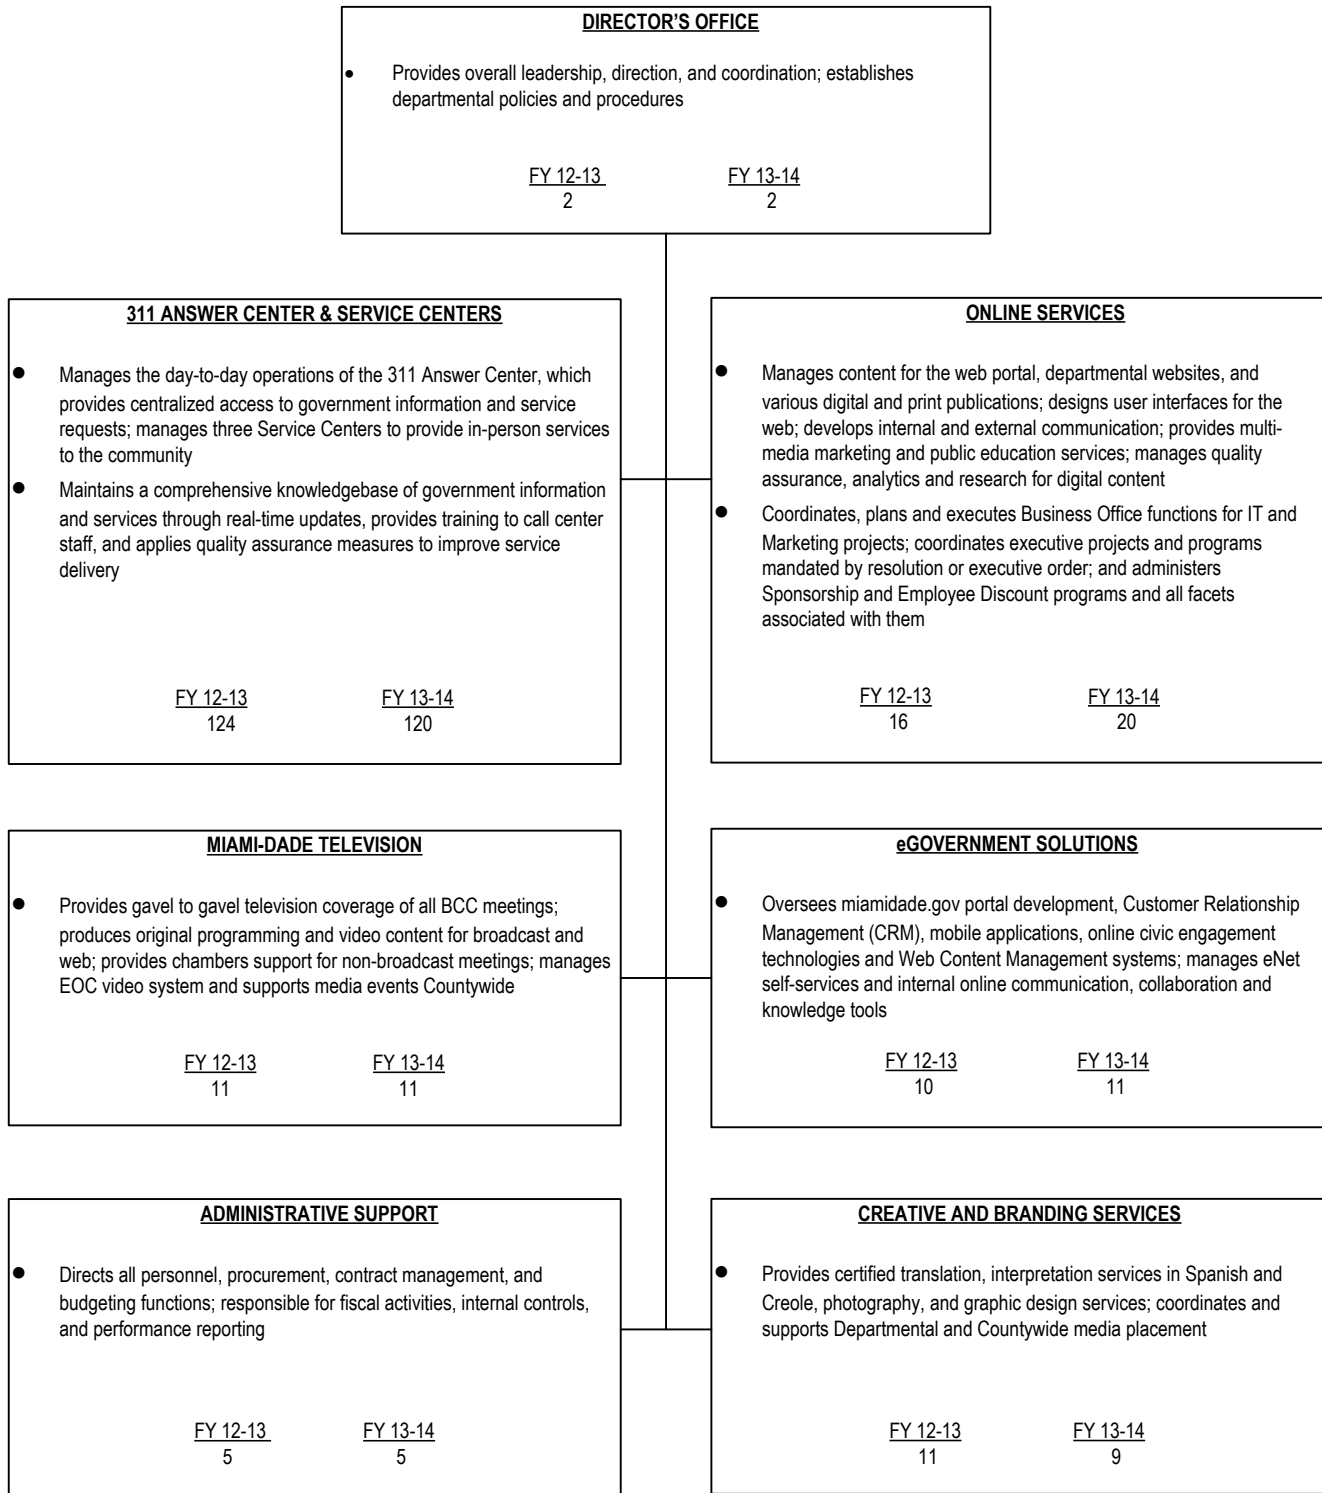 DIRECTOR’S OFFICE
• Provides overall leadership, direction, and coordination; establishes
departmental policies and procedures
FY 12-13 FY 13-14
2 2
311 ANSWER CENTER & SERVICE CENTERS
• Manages the day-to-day operations of the 311 Answer Center, which
provides centralized access to government information and service
requests; manages three Service Centers to provide in-person services
to the community
• Maintains a comprehensive knowledgebase of government information
and services through real-time updates, provides training to call center
staff, and applies quality assurance measures to improve service
delivery
FY 12-13 FY 13-14
124 120
ONLINE SERVICES
• Manages content for the web portal, departmental websites, and
various digital and print publications; designs user interfaces for the
web; develops internal and external communication; provides multi-
media marketing and public education services; manages quality
assurance, analytics and research for digital content
• Coordinates, plans and executes Business Office functions for IT and
Marketing projects; coordinates executive projects and programs
mandated by resolution or executive order; and administers
Sponsorship and Employee Discount programs and all facets
associated with them
FY 12-13 FY 13-14
16 20
MIAMI-DADE TELEVISION
• Provides gavel to gavel television coverage of all BCC meetings;
produces original programming and video content for broadcast and
web; provides chambers support for non-broadcast meetings; manages
EOC video system and supports media events Countywide
FY 12-13 FY 13-14
11 11
eGOVERNMENT SOLUTIONS
• Oversees miamidade.gov portal development, Customer Relationship
Management (CRM), mobile applications, online civic engagement
technologies and Web Content Management systems; manages eNet
self-services and internal online communication, collaboration and
knowledge tools
FY 12-13 FY 13-14
10 11
ADMINISTRATIVE SUPPORT
• Directs all personnel, procurement, contract management, and
budgeting functions; responsible for fiscal activities, internal controls,
and performance reporting
FY 12-13 FY 13-14
5 5
CREATIVE AND BRANDING SERVICES
• Provides certified translation, interpretation services in Spanish and
Creole, photography, and graphic design services; coordinates and
supports Departmental and Countywide media placement
FY 12-13 FY 13-14
11 9